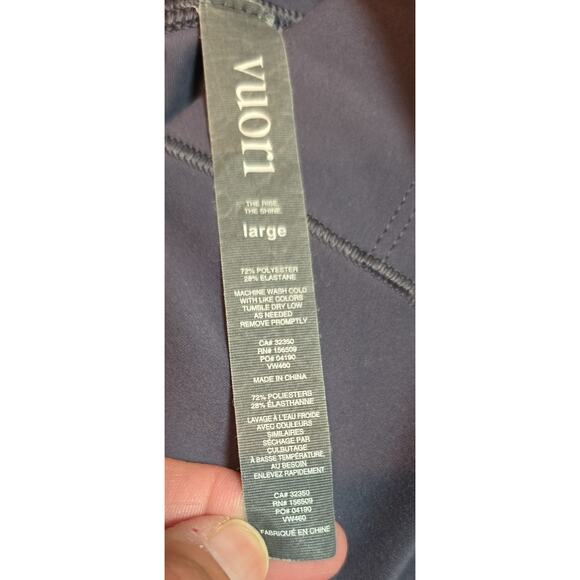 vuori
THE RISE.
THE SHINE.
large
72% POLYESTER
28% ELASTANE
MACHINE WASH COLD
WITH LIKE COLORS
TUMBLE DRY LOW
AS NEEDED
REMOVE PROMPTLY
CA# 32350
RN# 156509
PO# 04190
VW460
MADE IN CHINA
72% POLIESTERS
28% ÉLASTHANNE
LAVAGE À L'EAU FROIDE
AVEC COULEURS
SIMILAIRES
SÉCHAGE PAR
CULBUTAGE
À BASSE TEMPÉRATURE,
AU BESOIN
ENLEVEZ RAPIDEMENT
CA# 32350
RN# 156509
PO# 04190
VW460
FABRIQUÉ EN CHINE